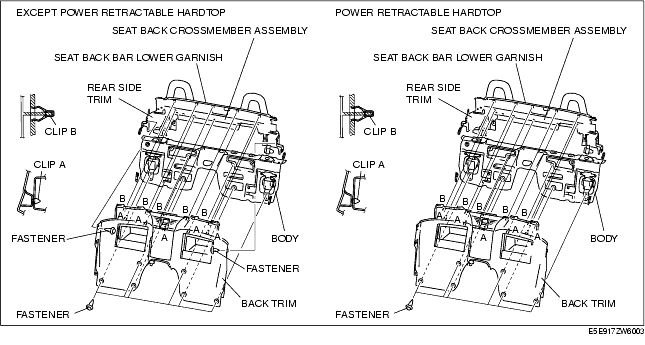 EXCEPT POWER RETRACTABLE HARDTOP
SEAT BACK CROSSMEMBER ASSEMBLY
SEAT BACK BAR LOWER GARNISH
REAR SIDE
TRIM
CLIP B
CLIP A
B
B
B
B
B
A
A
A
A
A
FASTENER
BODY
FASTENER
BACK TRIM
FASTENER
POWER RETRACTABLE HARDTOP
SEAT BACK CROSSMEMBER ASSEMBLY
SEAT BACK BAR LOWER GARNISH
REAR SIDE
TRIM
CLIP B
CLIP A
B
B
B
B
B
A
A
A
A
A
BODY
BACK TRIM
FASTENER
E5E917ZW6003